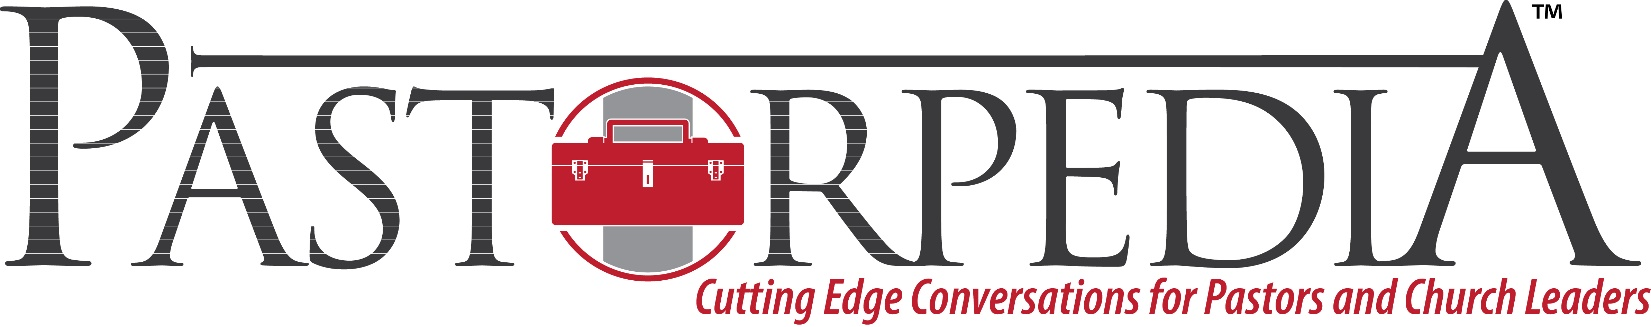 PASTORPEDIA™
Cutting Edge Conversations for Pastors and Church Leaders